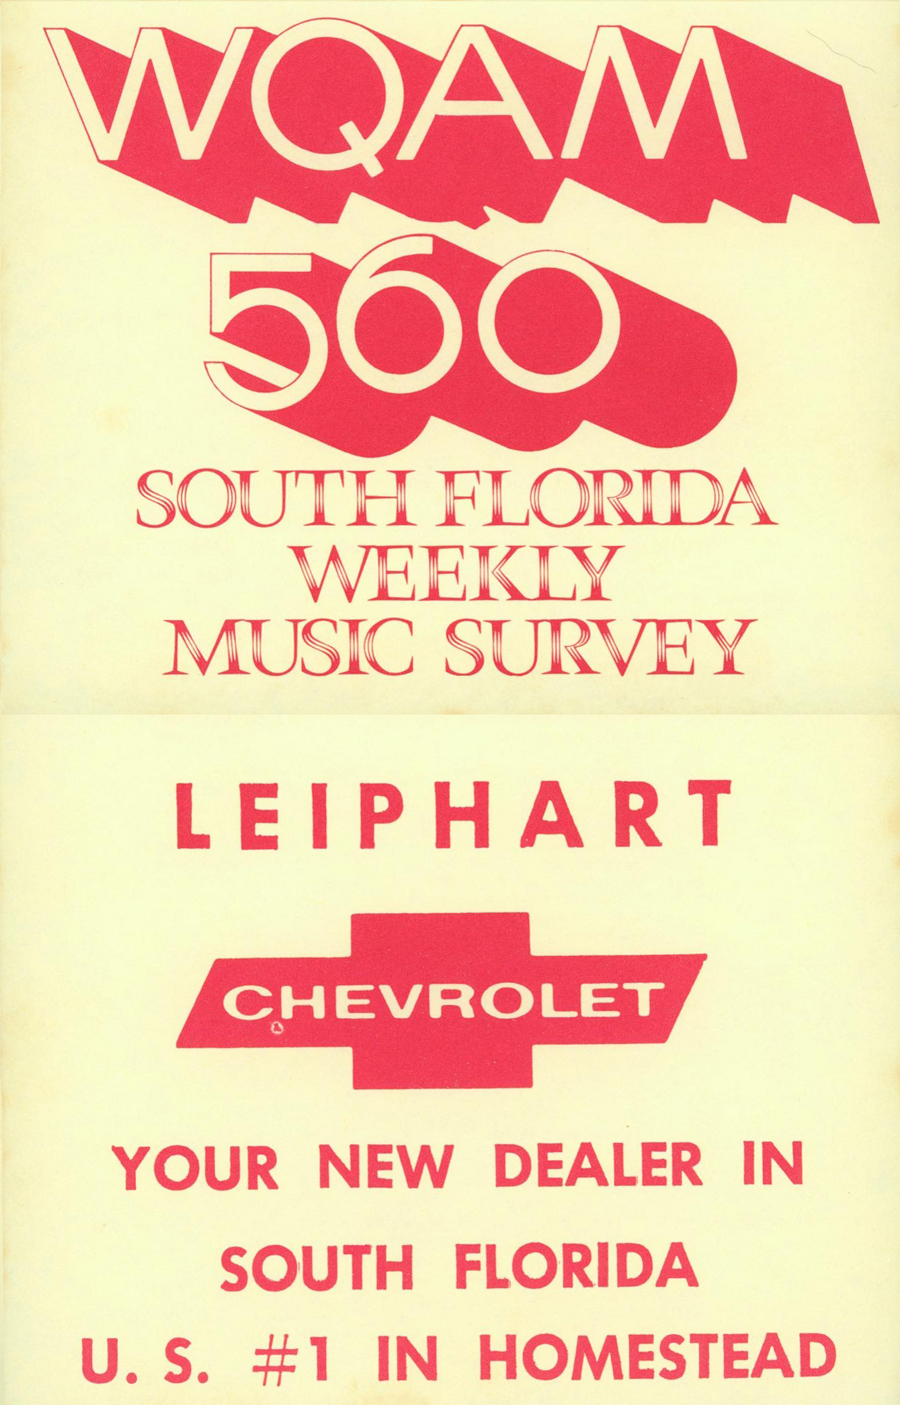 WQAM
560
SOUTH FLORIDA
WEEKLY
MUSIC SURVEY
LEIPHART
CHEVROLET
YOUR NEW DEALER IN
SOUTH FLORIDA
U. S. #1 IN HOMESTEAD